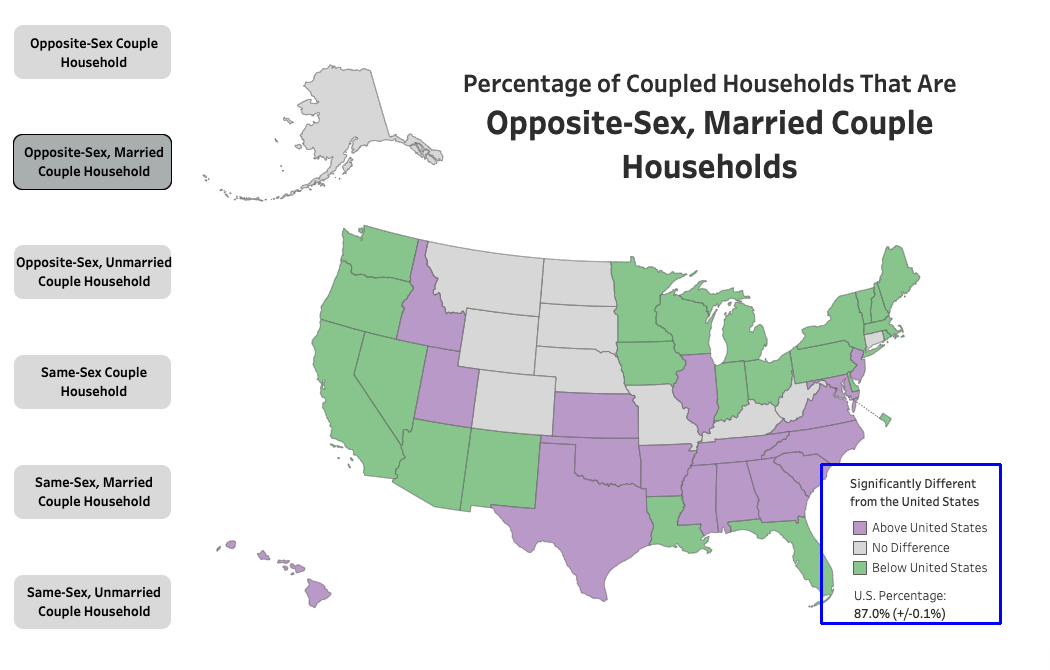 Opposite-Sex Couple
Household
Opposite-Sex, Married
Couple Household
Opposite-Sex, Unmarried
Couple Household
Same-Sex Couple
Household
Same-Sex, Married
Couple Household
Same-Sex, Unmarried
Couple Household
Percentage of Coupled Households That Are
Opposite-Sex, Married Couple
Households
Significantly Different
from the United States
Above United States
No Difference
Below United States
U.S. Percentage:
87.0% (+/-0.1%)